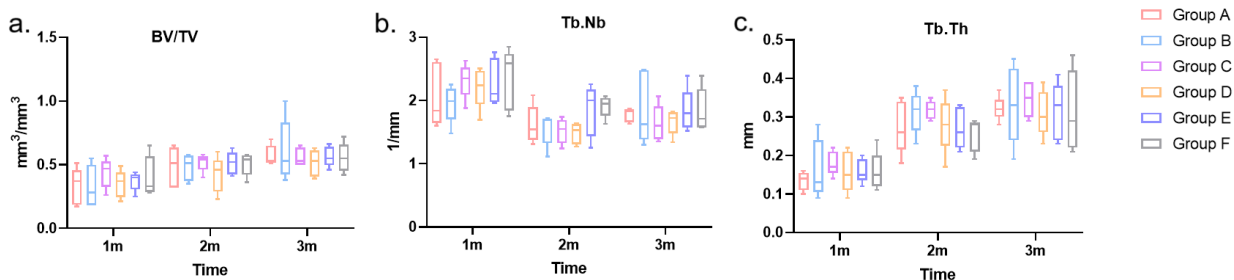 a.
BV/TV
mm³/mm³
1.5
1.0
0.5
0.0
1m
2m
3m
Time
b.
Tb.Nb
1/mm
3
2
1
0
1m
2m
3m
Time
c.
Tb.Th
mm
0.5
0.4
0.3
0.2
0.1
0.0
1m
2m
3m
Time
Group A
Group B
Group C
Group D
Group E
Group F